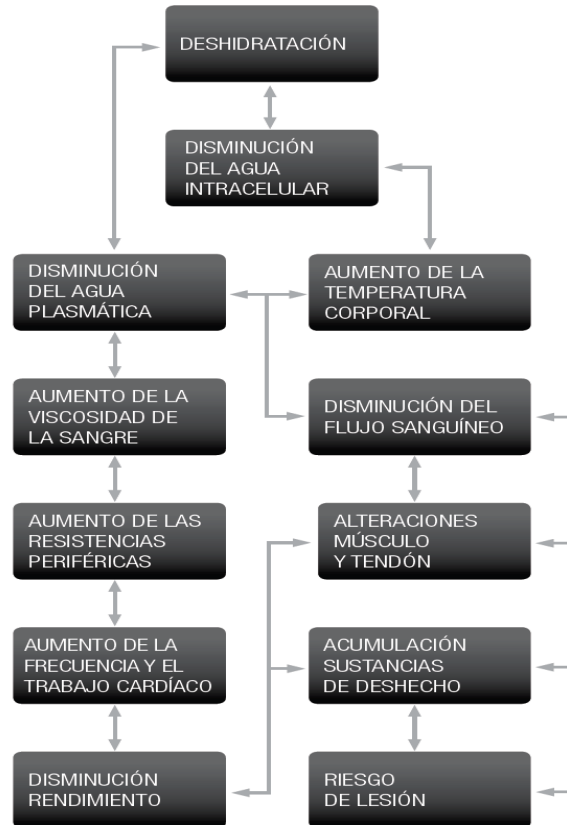 DESHIDRATACIÓN
DISMINUCIÓN
DEL AGUA
INTRACELULAR
DISMINUCIÓN
DEL AGUA
PLASMÁTICA
AUMENTO DE LA
TEMPERATURA
CORPORAL
AUMENTO DE LA
VISCOSIDAD DE
LA SANGRE
DISMINUCIÓN DEL
FLUJO SANGUÍNEO
AUMENTO DE LAS
RESISTENCIAS
PERIFÉRICAS
ALTERACIONES
MÚSCULO
Y TENDÓN
AUMENTO DE LA
FRECUENCIA Y EL
TRABAJO CARDÍACO
ACUMULACIÓN
SUSTANCIAS
DE DESHECHO
DISMINUCIÓN
RENDIMIENTO
RIESGO
DE LESIÓN